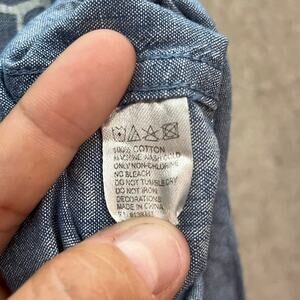 100% COTTON
MACHINE WASH COLD
ONLY NON-CHLORINE
NO BLEACH
DO NOT TUMBLE DRY
DO NOT IRON
DECORATIONS
MADE IN CHINA